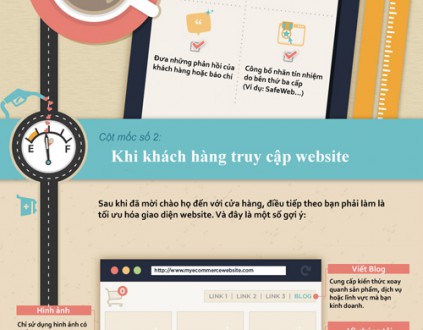 Đưa những phản hồi của
khách hàng hoặc báo chí
Công bố nhãn tín nhiệm
do bên thứ ba cấp
(Ví dụ: SafeWeb...)
Cột mốc số 2:
Khi khách hàng truy cập website
E F
Sau khi đã mời chào họ đến với cửa hàng, điều tiếp theo bạn phải làm là
tối ưu hóa giao diện website. Và đây là một số gợi ý:
http://www.myecommercewebsite.com
0
LINK 1 | LINK 2 | LINK 3 | BLOG
Viết Blog
Cung cấp kiến thức xoay
quanh sản phẩm, dịch vụ
hoặc lĩnh vực mà bạn
kinh doanh.
Hình ảnh
Chỉ sử dụng hình ảnh có